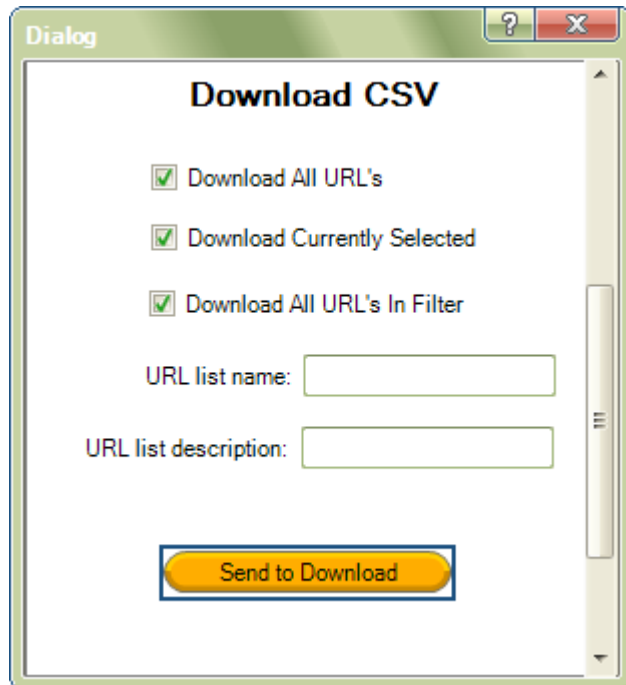 Dialog
?
Download CSV
Download All URL's
Download Currently Selected
Download All URL's In Filter
URL list name:
URL list description:
Send to Download